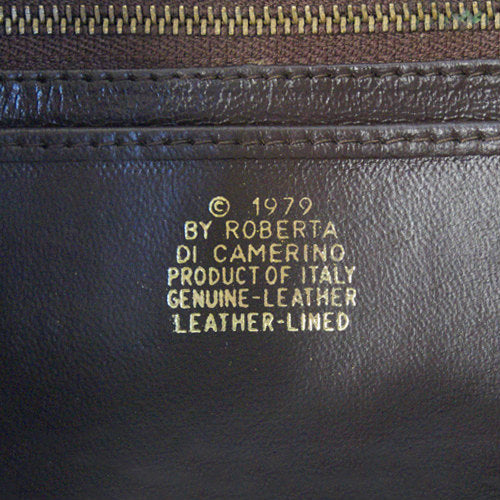 © 1979
BY ROBERTA
DI CAMERINO
PRODUCT OF ITALY
GENUINE-LEATHER
LEATHER-LINED